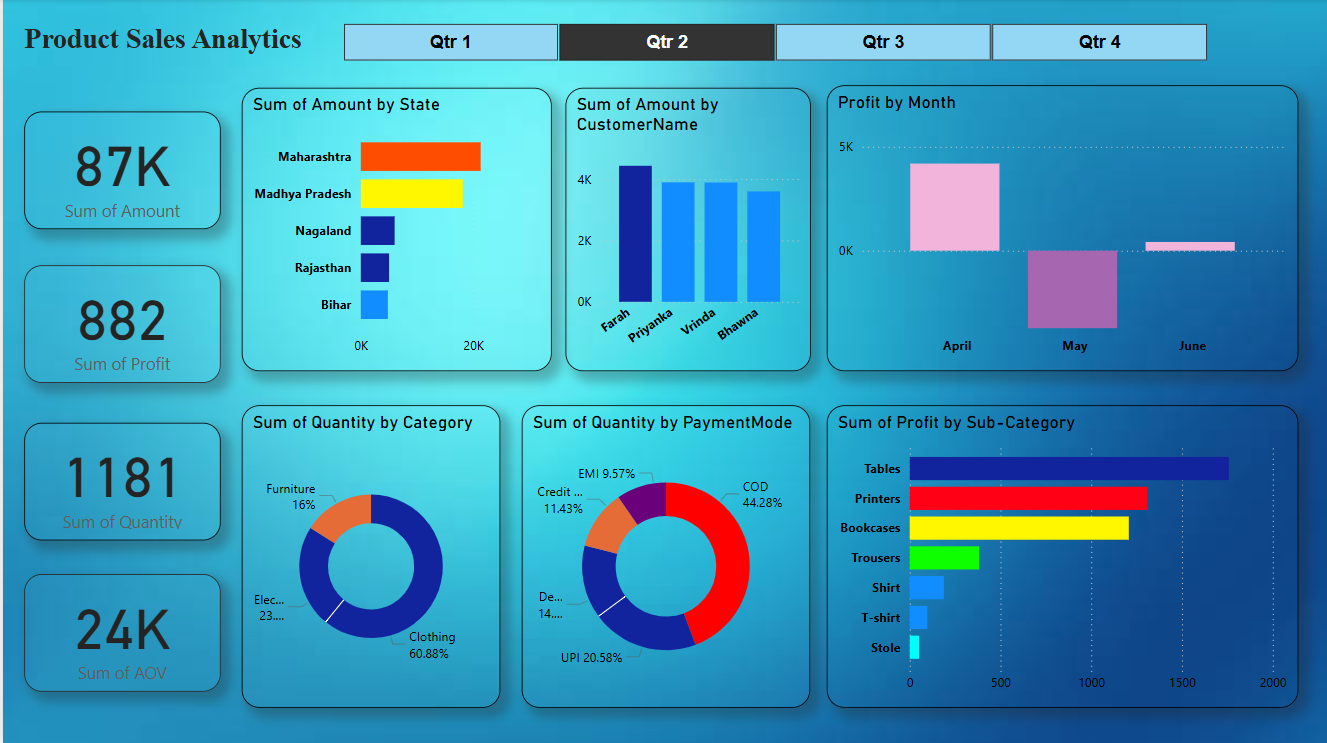 Product Sales Analytics
Qtr 1
Qtr 2
Qtr 3
Qtr 4
87K
Sum of Amount
882
Sum of Profit
1181
Sum of Quantity
24K
Sum of AOV
Sum of Amount by State
Maharashtra
Madhya Pradesh
Nagaland
Rajasthan
Bihar
0K
20K
Sum of Amount by
CustomerName
4K
2K
0K
Farah
Priyanka
Vrinda
Bhawna
Profit by Month
5K
0K
April
May
June
Sum of Quantity by Category
Furniture
16%
Elec...
23....
Clothing
60.88%
Sum of Quantity by PaymentMode
EMI 9.57%
Credit ...
11.43%
COD
44.28%
De...
14....
UPI 20.58%
Sum of Profit by Sub-Category
Tables
Printers
Bookcases
Trousers
Shirt
T-shirt
Stole
0
500
1000
1500
2000